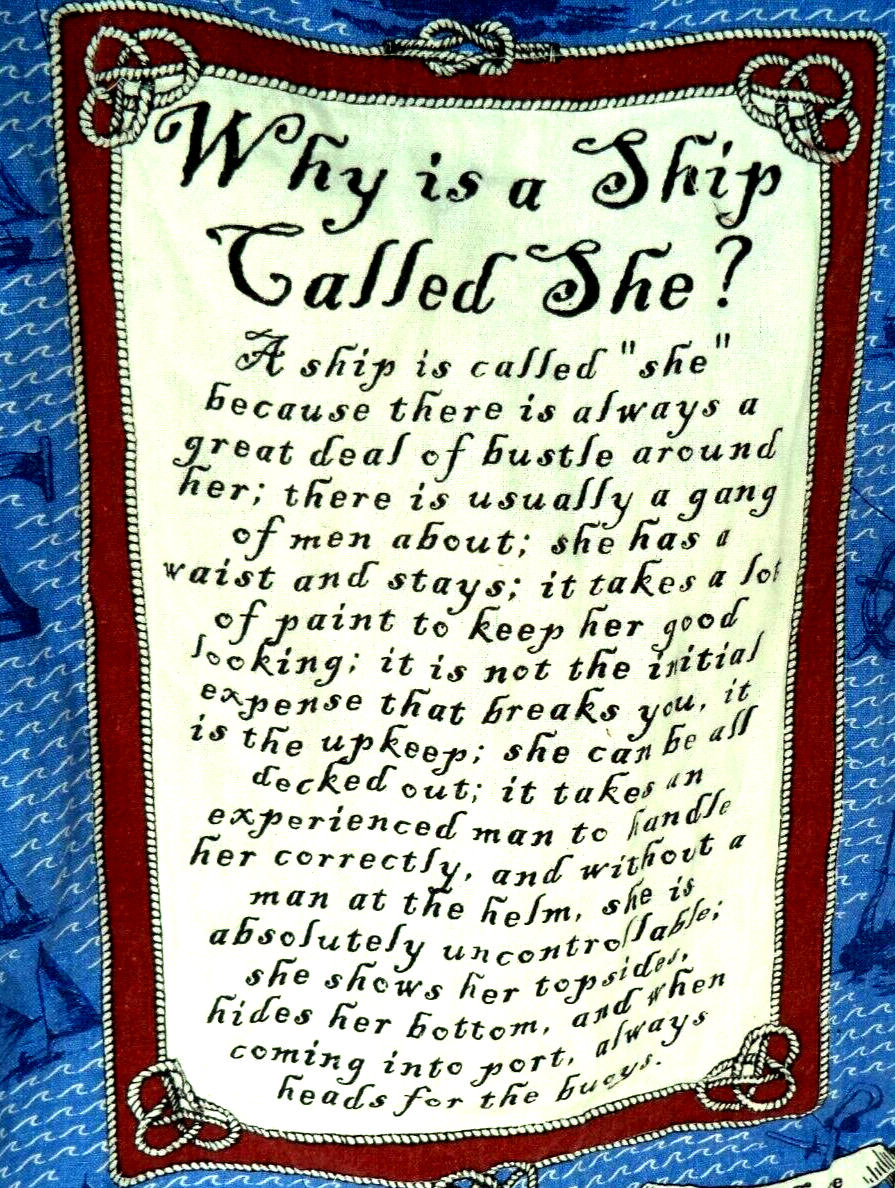 Why is a Ship
Called She?
A ship is called "she"
because there is always a
great deal of bustle around
her; there is usually a gang
of men about; she has a
waist and stays; it takes a lot
of paint to keep her good
looking; it is not the initial
expense that breaks you, it
is the upkeep; she can be all
decked out; it takes an
experienced man to handle
her correctly, and without a
man at the helm, she is
absolutely uncontrollable;
she shows her topsides,
hides her bottom, and when
coming into port, always
heads for the buoys.